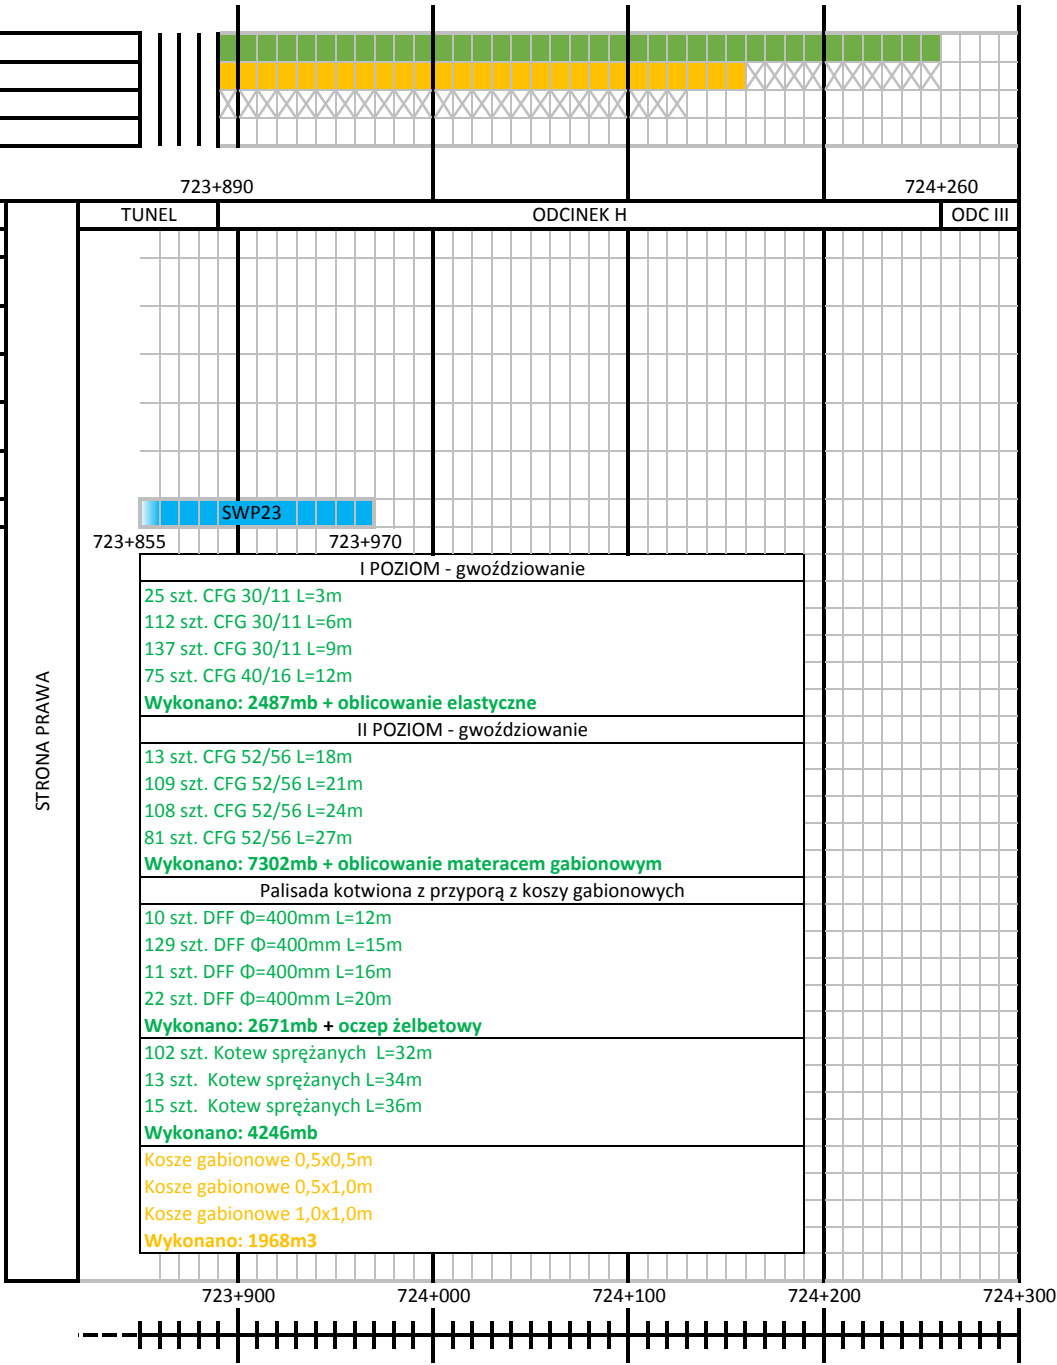 723+890 724+260
TUNEL ODCINEK H ODC III
STRONA PRAWA
SWP23
723+855 723+970
I POZIOM - gwoździowanie
25 szt. CFG 30/11 L=3m
112 szt. CFG 30/11 L=6m
137 szt. CFG 30/11 L=9m
75 szt. CFG 40/16 L=12m
Wykonano: 2487mb + oblicowanie elastyczne
II POZIOM - gwoździowanie
13 szt. CFG 52/56 L=18m
109 szt. CFG 52/56 L=21m
108 szt. CFG 52/56 L=24m
81 szt. CFG 52/56 L=27m
Wykonano: 7302mb + oblicowanie materacem gabionowym
Palisada kotwiona z przyporą z koszy gabionowych
10 szt. DFF Φ=400mm L=12m
129 szt. DFF Φ=400mm L=15m
11 szt. DFF Φ=400mm L=16m
22 szt. DFF Φ=400mm L=20m
Wykonano: 2671mb + oczep żelbetowy
102 szt. Kotew sprężanych L=32m
13 szt. Kotew sprężanych L=34m
15 szt. Kotew sprężanych L=36m
Wykonano: 4246mb
Kosze gabionowe 0,5x0,5m
Kosze gabionowe 0,5x1,0m
Kosze gabionowe 1,0x1,0m
Wykonano: 1968m3
723+900 724+000 724+100 724+200 724+300